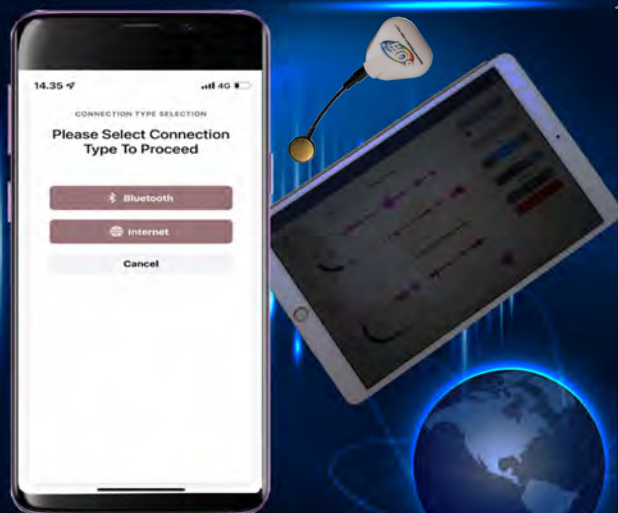 14.35
4G
CONNECTION TYPE SELECTION
Please Select Connection
Type To Proceed
Bluetooth
Internet
Cancel